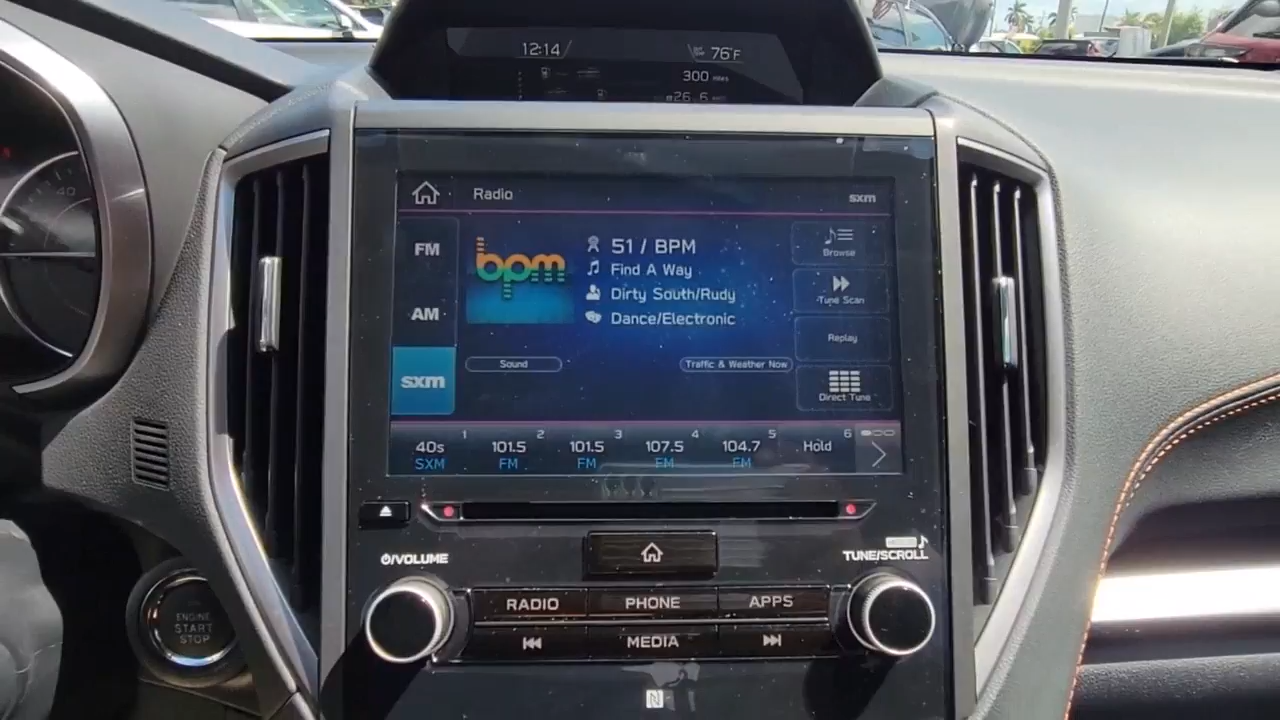 12:14
76°F
300 miles
26.6
40
Radio
sxm
FM
AM
sxm
bpm
51 / BPM
Find A Way
Dirty South/Rudy
Dance/Electronic
Sound
Traffic & Weather Now
Browse
Tune Scan
Replay
Direct Tune
1 2 3 4 5 6
40s 101.5 101.5 107.5 104.7 Hold
SXM FM FM FM FM
⏻/VOLUME
TUNE/SCROLL
RADIO PHONE APPS
MEDIA
ENGINE
START
STOP